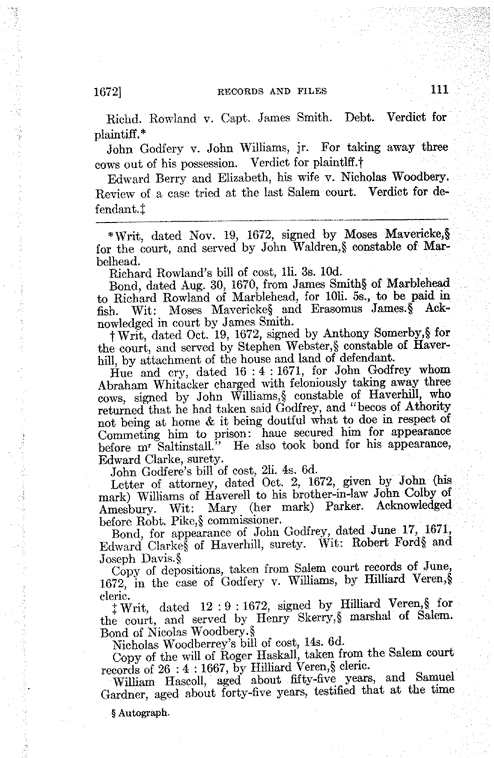 1672] RECORDS AND FILES 111
Richd. Rowland v. Capt. James Smith. Debt. Verdict for
plaintiff.*
John Godfery v. John Williams, jr. For taking away three
cows out of his possession. Verdict for plaintiff.†
Edward Berry and Elizabeth, his wife v. Nicholas Woodbery.
Review of a case tried at the last Salem court. Verdict for de-
fendant.‡
*Writ, dated Nov. 19, 1672, signed by Moses Mavericke,§
for the court, and served by John Waldren,§ constable of Mar-
belhead.
Richard Rowland's bill of cost, 1li. 3s. 10d.
Bond, dated Aug. 30, 1670, from James Smith§ of Marblehead
to Richard Rowland of Marblehead, for 10li. 5s., to be paid in
fish. Wit: Moses Mavericke§ and Erasomus James.§ Ack-
nowledged in court by James Smith.
†Writ, dated Oct. 19, 1672, signed by Anthony Somerby,§ for
the court, and served by Stephen Webster,§ constable of Haver-
hill, by attachment of the house and land of defendant.
Hue and cry, dated 16 : 4 : 1671, for John Godfrey whom
Abraham Whitacker charged with feloniously taking away three
cows, signed by John Williams,§ constable of Haverhill, who
returned that he had taken said Godfrey, and "becos of Athority
not being at home & it being doutful what to doe in respect of
Commeting him to prison: haue secured him for appearance
before mr Saltinstall." He also took bond for his appearance,
Edward Clarke, surety.
John Godfere's bill of cost, 2li. 4s. 6d.
Letter of attorney, dated Oct. 2, 1672, given by John (his
mark) Williams of Haverell to his brother-in-law John Colby of
Amesbury. Wit: Mary (her mark) Parker. Acknowledged
before Robt. Pike,§ commissioner.
Bond, for appearance of John Godfrey, dated June 17, 1671,
Edward Clarke§ of Haverhill, surety. Wit: Robert Ford§ and
Joseph Davis.§
Copy of depositions, taken from Salem court records of June,
1672, in the case of Godfery v. Williams, by Hilliard Veren,§
cleric.
‡Writ, dated 12 : 9 : 1672, signed by Hilliard Veren,§ for
the court, and served by Henry Skerry,§ marshal of Salem.
Bond of Nicolas Woodbery.§
Nicholas Woodberrey's bill of cost, 14s. 6d.
Copy of the will of Roger Haskall, taken from the Salem court
records of 26 : 4 : 1667, by Hilliard Veren,§ cleric.
William Hascoll, aged about fifty-five years, and Samuel
Gardner, aged about forty-five years, testified that at the time
§ Autograph.